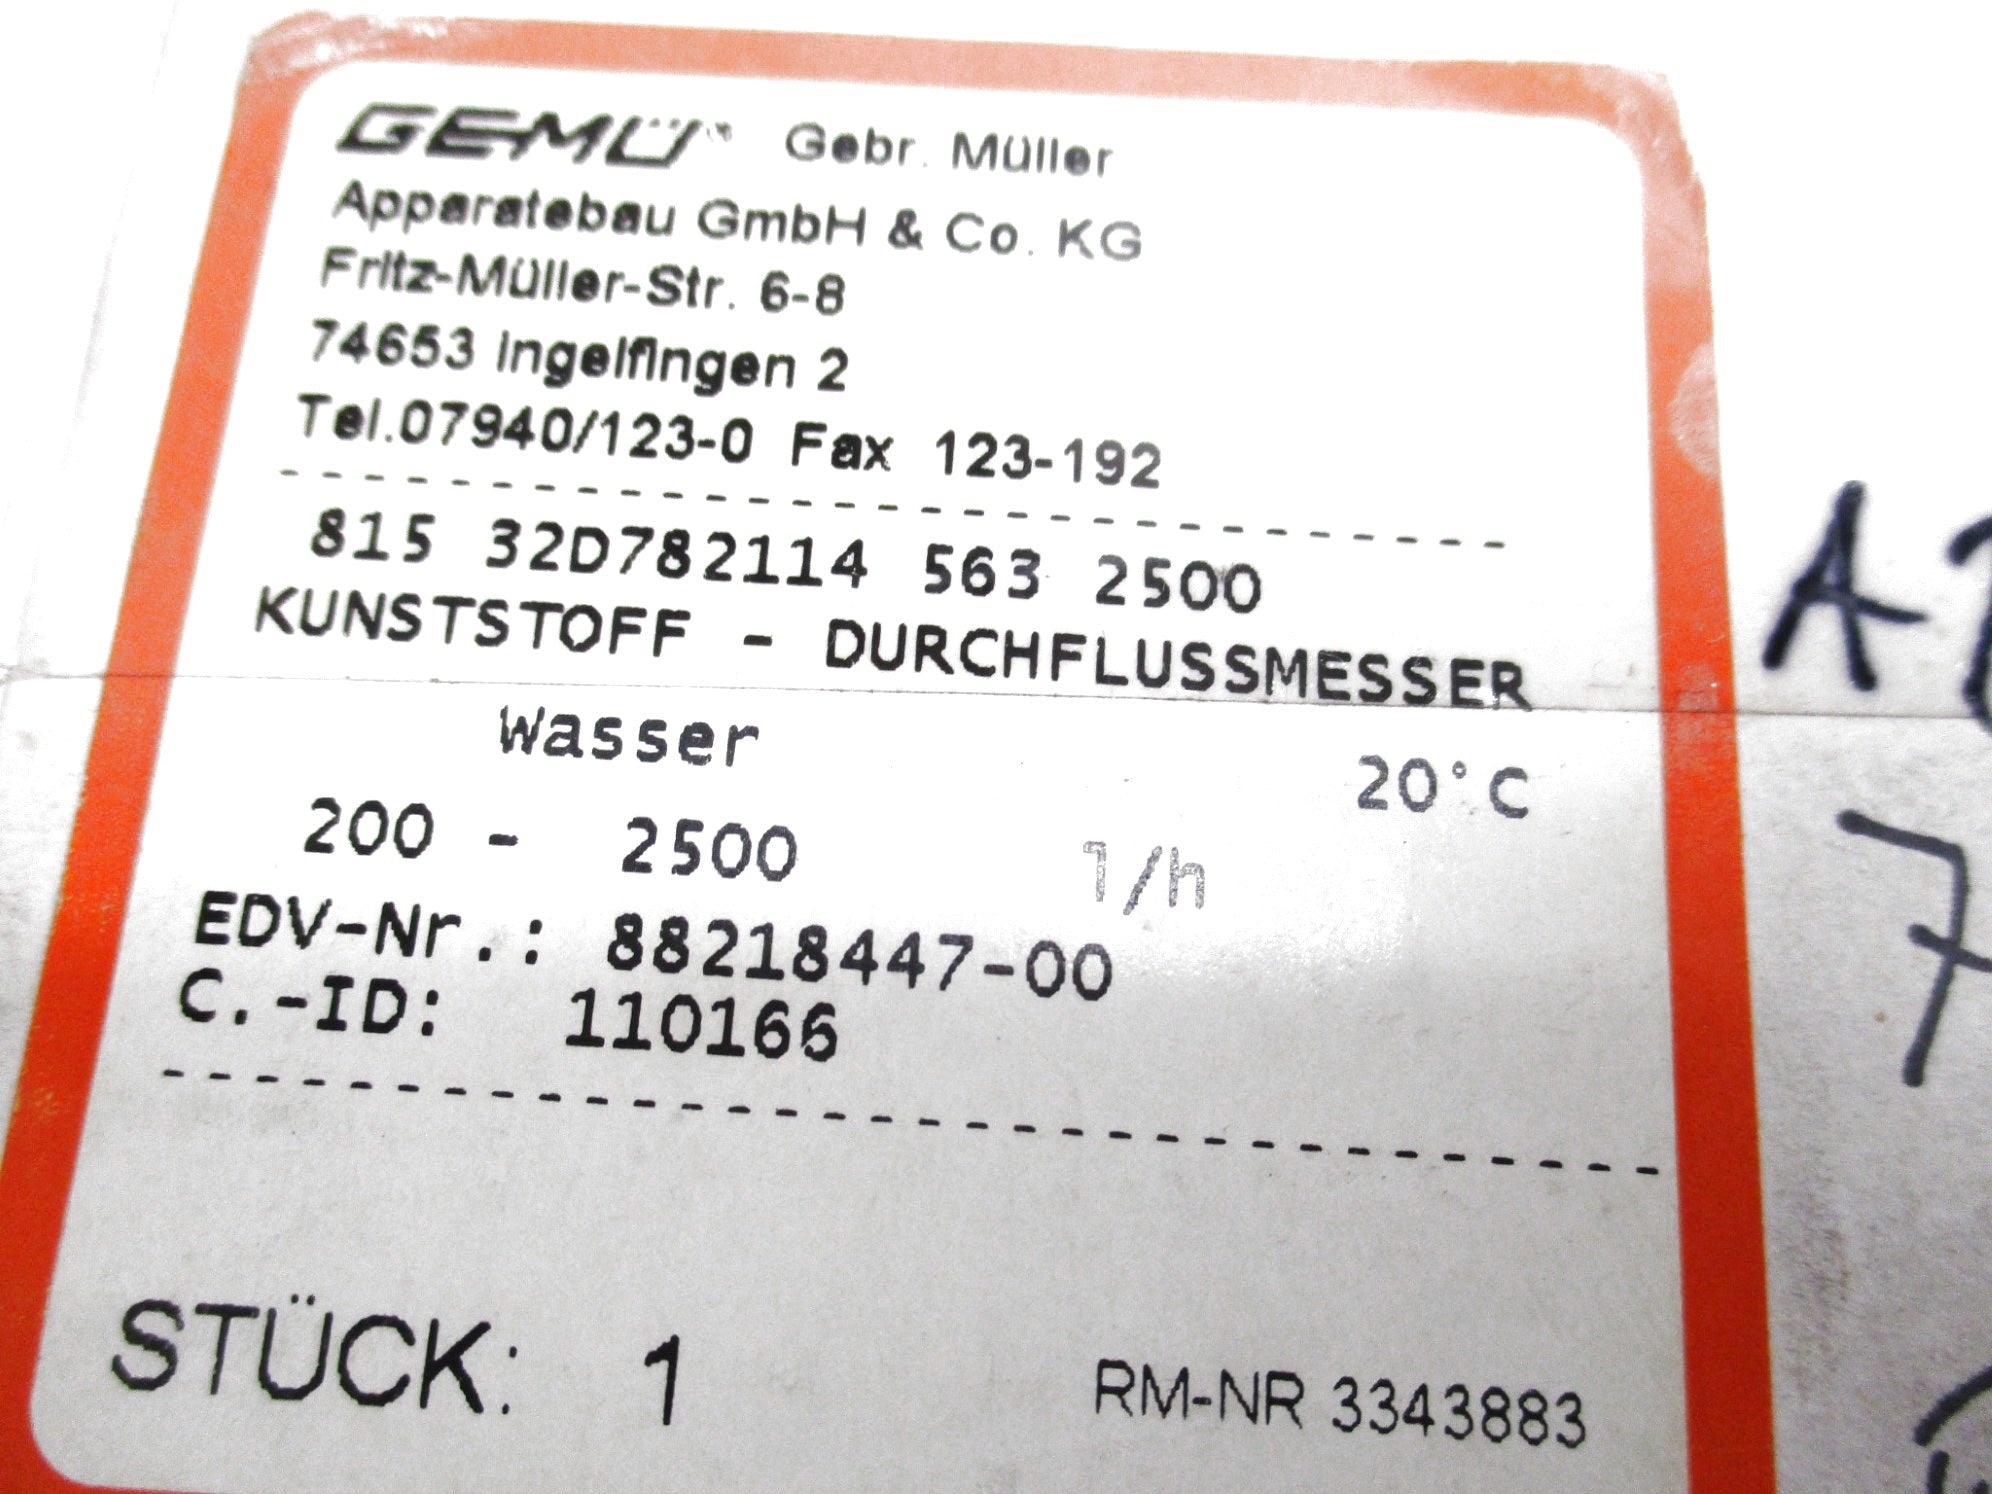 GEMÜ Gebr. Müller
Apparatebau GmbH & Co. KG
Fritz-Müller-Str. 6-8
74653 Ingelfingen 2
Tel.07940/123-0 Fax 123-192
815 32D782114 563 2500
KUNSTSTOFF - DURCHFLUSSMESSER
Wasser 20°C
200 - 2500 l/h
EDV-Nr.: 88218447-00
C.-ID: 110166
STÜCK: 1 RM-NR 3343883
A
7